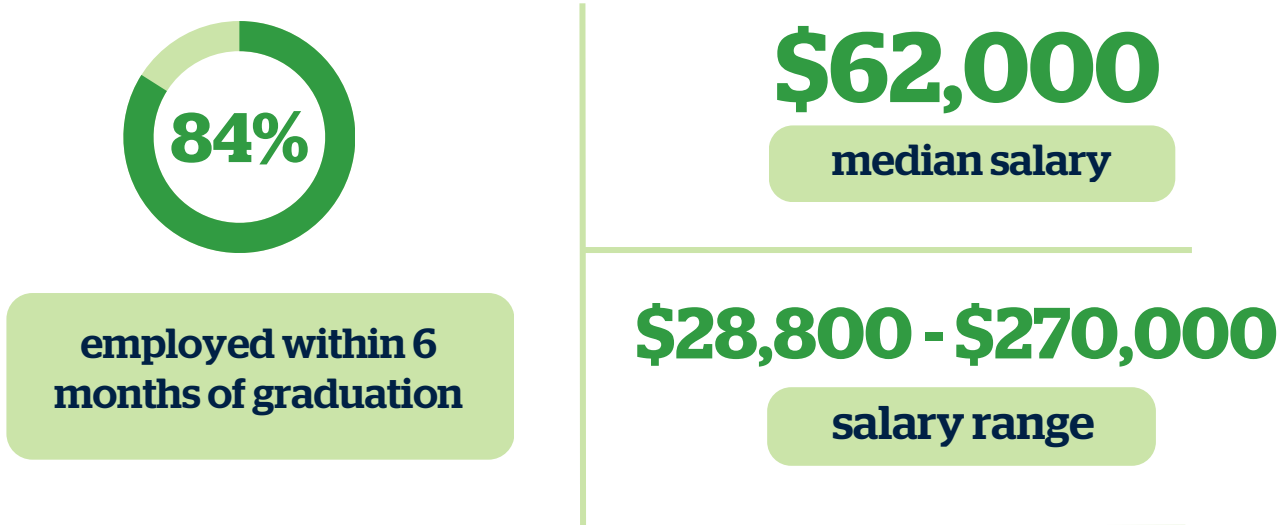 84%
employed within 6
months of graduation
$62,000
median salary
$28,800 - $270,000
salary range